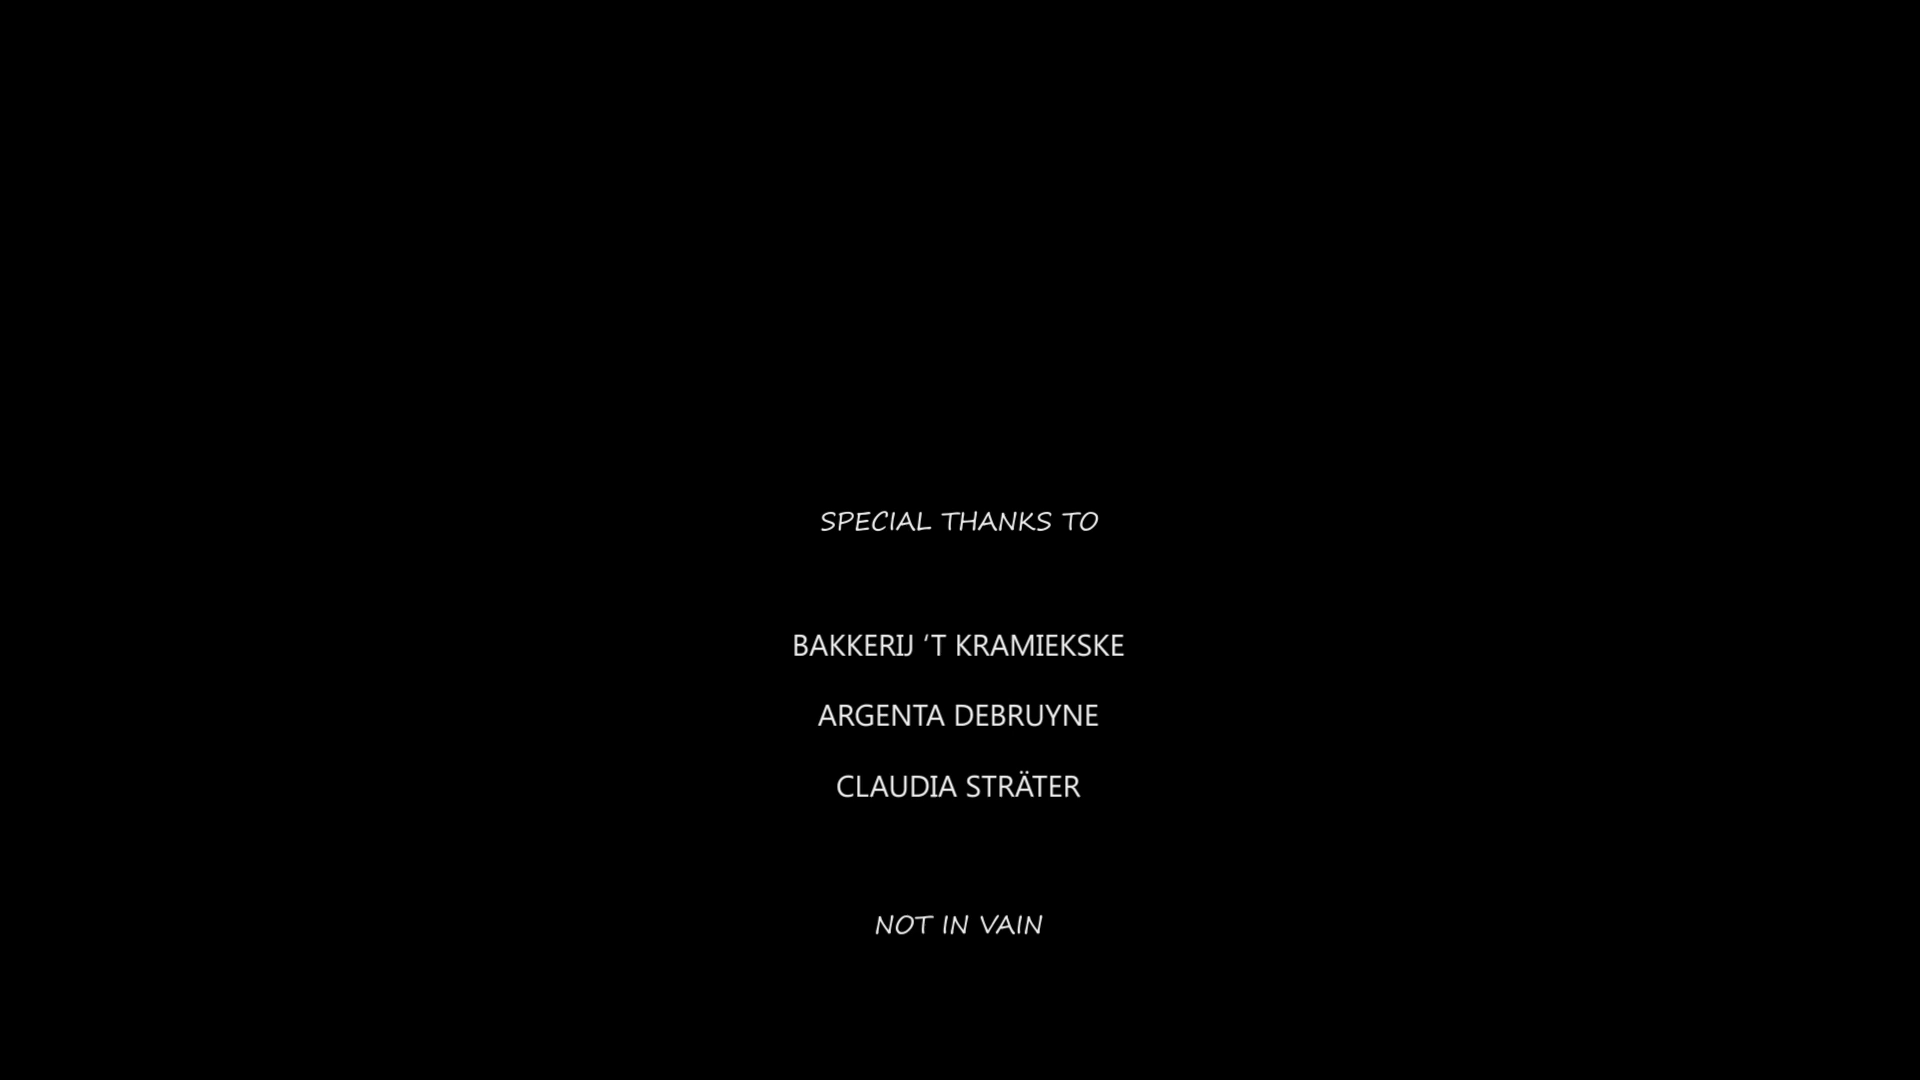 SPECIAL THANKS TO
BAKKERIJ ‘T KRAMIEKSKE
ARGENTA DEBRUYNE
CLAUDIA STRÄTER
NOT IN VAIN